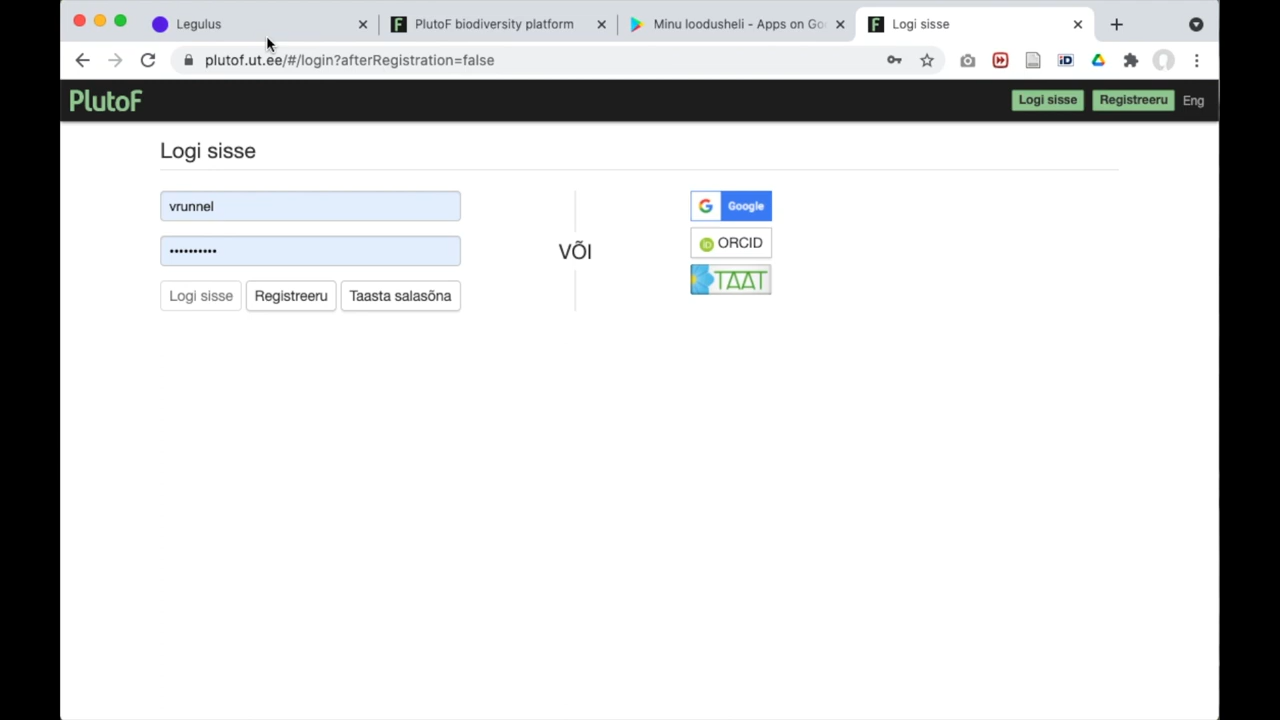 Legulus
PlutoF biodiversity platform
Minu loodusheli - Apps on Go
Logi sisse
plutof.ut.ee/#/login?afterRegistration=false
PlutoF
Logi sisse
Registreeru
Eng
Logi sisse
vrunnel
••••••••••
Logi sisse
Registreeru
Taasta salasõna
VÕI
Google
iD ORCID
TAAT